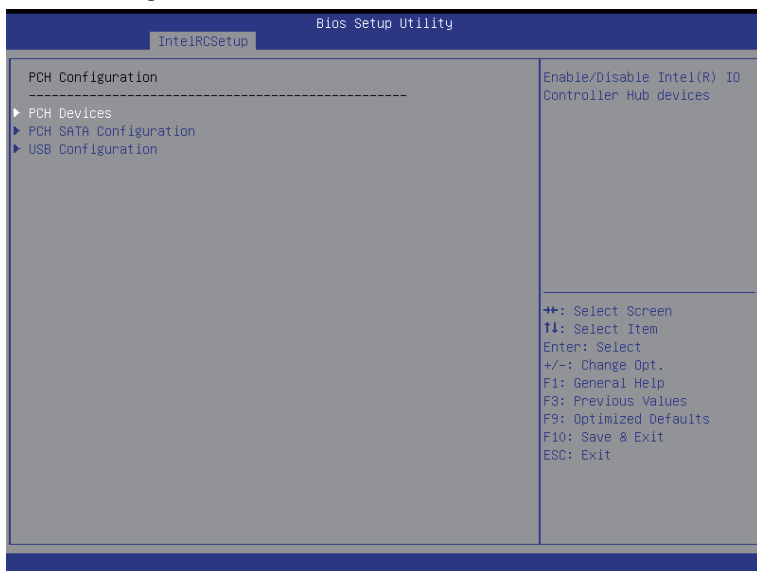 Bios Setup Utility
IntelRCSetup
PCH Configuration
------------------------------------------------
PCH Devices
PCH SATA Configuration
USB Configuration
Enable/Disable Intel(R) IO
Controller Hub devices
→←: Select Screen
↑↓: Select Item
Enter: Select
+/-: Change Opt.
F1: General Help
F3: Previous Values
F9: Optimized Defaults
F10: Save & Exit
ESC: Exit